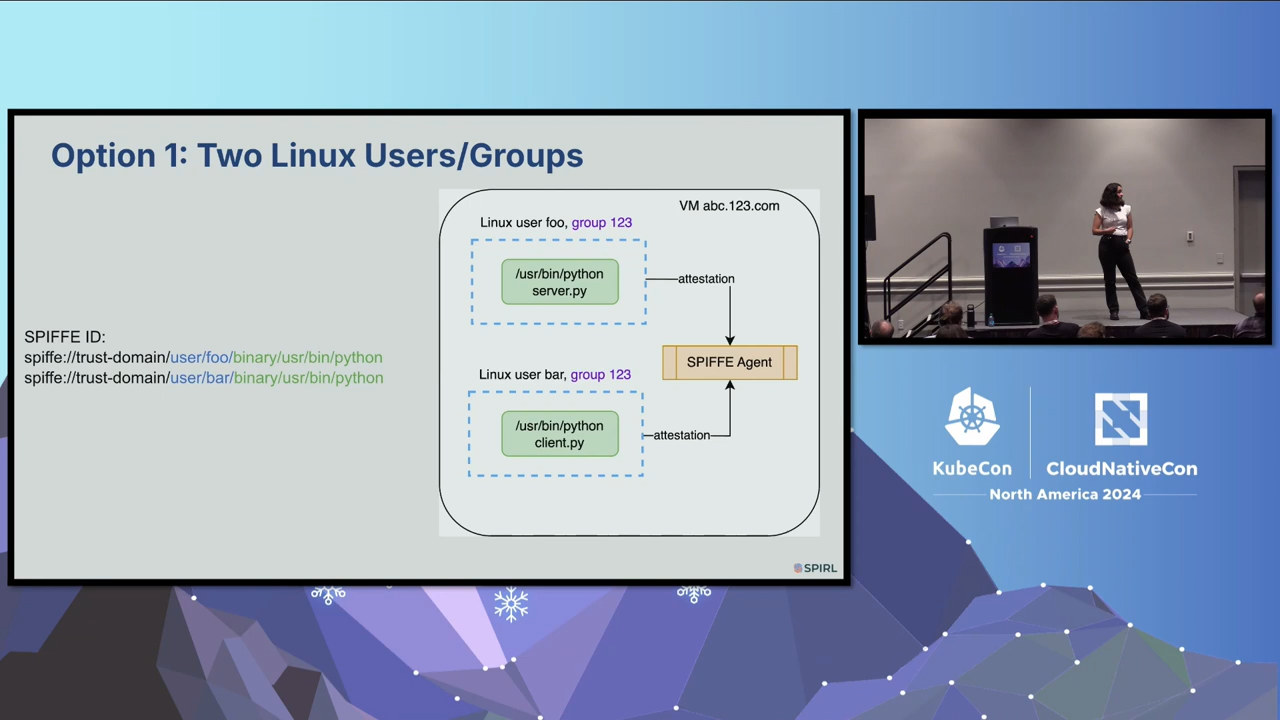 Option 1: Two Linux Users/Groups
VM abc.123.com
Linux user foo, group 123
/usr/bin/python
server.py
attestation
SPIFFE ID:
spiffe://trust-domain/user/foo/binary/usr/bin/python
spiffe://trust-domain/user/bar/binary/usr/bin/python
SPIFFE Agent
Linux user bar, group 123
/usr/bin/python
client.py
attestation
SPIRL
KubeCon
CloudNativeCon
North America 2024